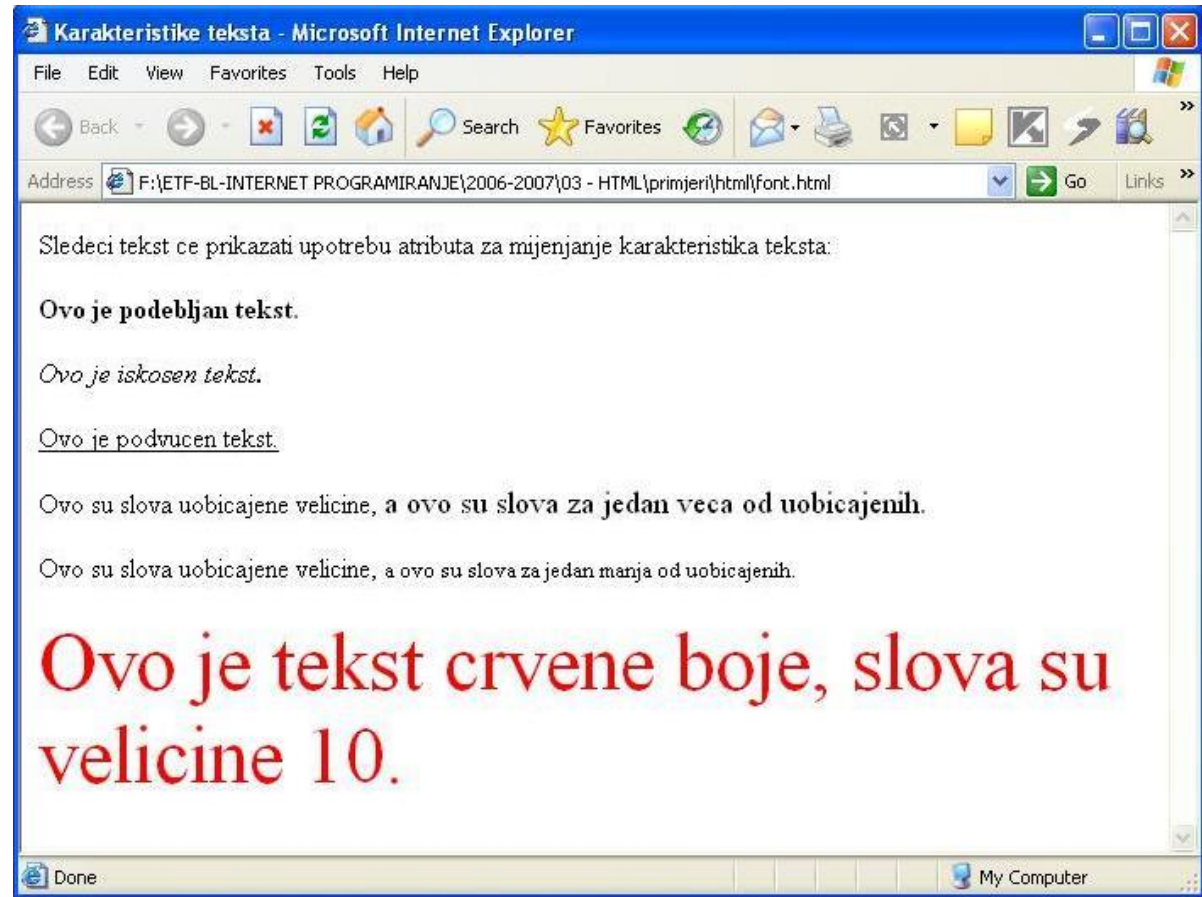 Karakteristike teksta - Microsoft Internet Explorer
File Edit View Favorites Tools Help
Back Search Favorites »
Address F:\ETF-BL-INTERNET PROGRAMIRANJE\2006-2007\03 - HTML\primjeri\html\font.html Go Links »
Sledeci tekst ce prikazati upotrebu atributa za mijenjanje karakteristika teksta:
Ovo je podebljan tekst.
Ovo je iskosen tekst.
Ovo je podvucen tekst.
Ovo su slova uobicajene velicine, a ovo su slova za jedan veca od uobicajenih.
Ovo su slova uobicajene velicine, a ovo su slova za jedan manja od uobicajenih.
Ovo je tekst crvene boje, slova su
velicine 10.
Done My Computer